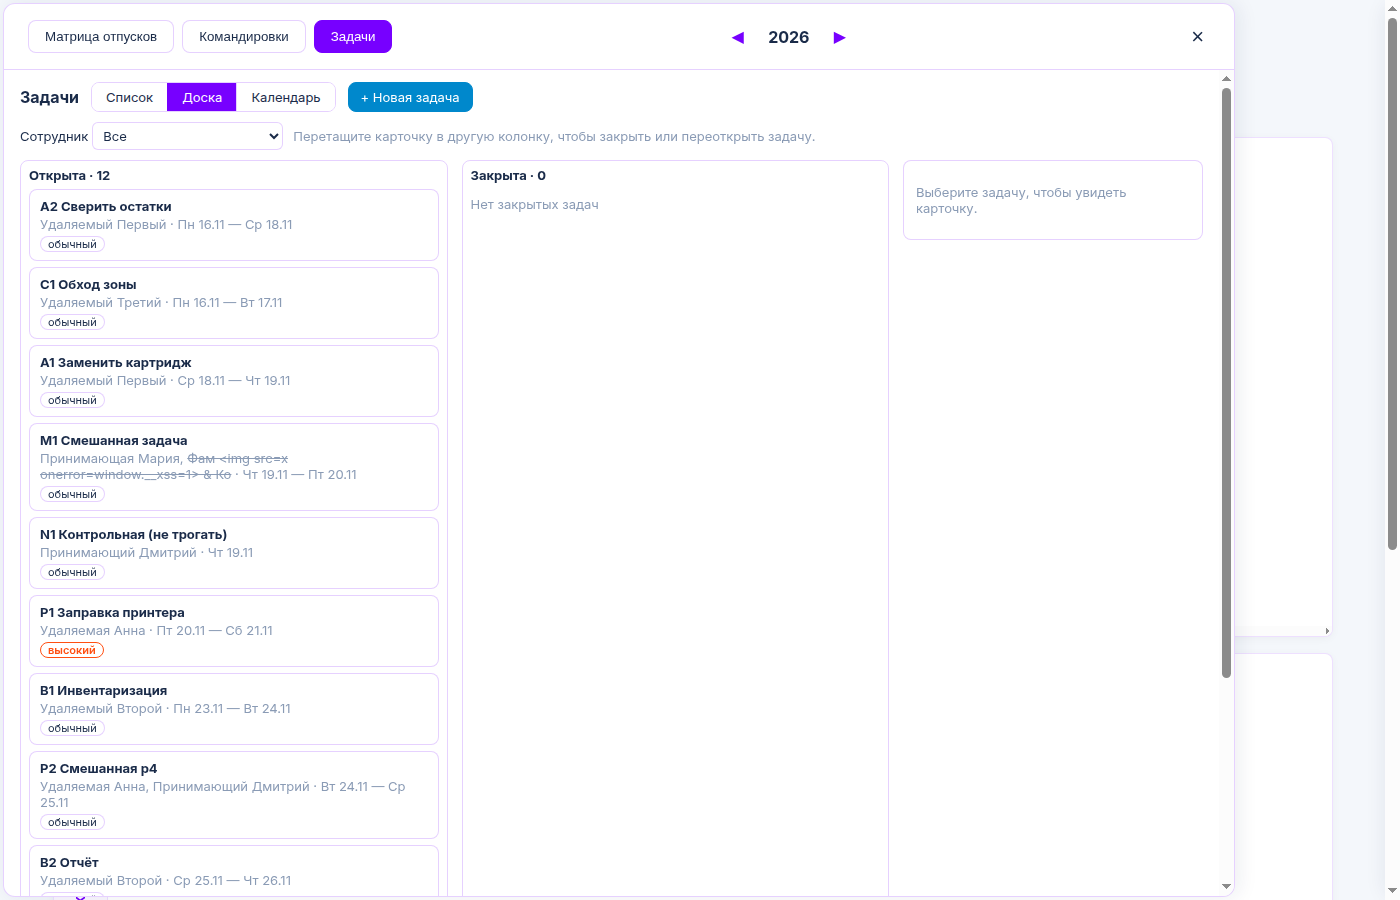 Матрица отпусков Командировки Задачи ◀ 2026 ▶ ✕
Задачи Список Доска Календарь + Новая задача
Сотрудник Все Перетащите карточку в другую колонку, чтобы закрыть или переоткрыть задачу.
Открыта · 12
A2 Сверить остатки
Удаляемый Первый · Пн 16.11 — Ср 18.11
обычный
C1 Обход зоны
Удаляемый Третий · Пн 16.11 — Вт 17.11
обычный
A1 Заменить картридж
Удаляемый Первый · Ср 18.11 — Чт 19.11
обычный
M1 Смешанная задача
Принимающая Мария, Фам <img src=x
onerror=window.__xss=1> & Ко · Чт 19.11 — Пт 20.11
обычный
N1 Контрольная (не трогать)
Принимающий Дмитрий · Чт 19.11
обычный
P1 Заправка принтера
Удаляемая Анна · Пт 20.11 — Сб 21.11
высокий
B1 Инвентаризация
Удаляемый Второй · Пн 23.11 — Вт 24.11
обычный
P2 Смешанная p4
Удаляемая Анна, Принимающий Дмитрий · Вт 24.11 — Ср
25.11
обычный
B2 Отчёт
Удаляемый Второй · Ср 25.11 — Чт 26.11
Закрыта · 0
Нет закрытых задач
Выберите задачу, чтобы увидеть
карточку.